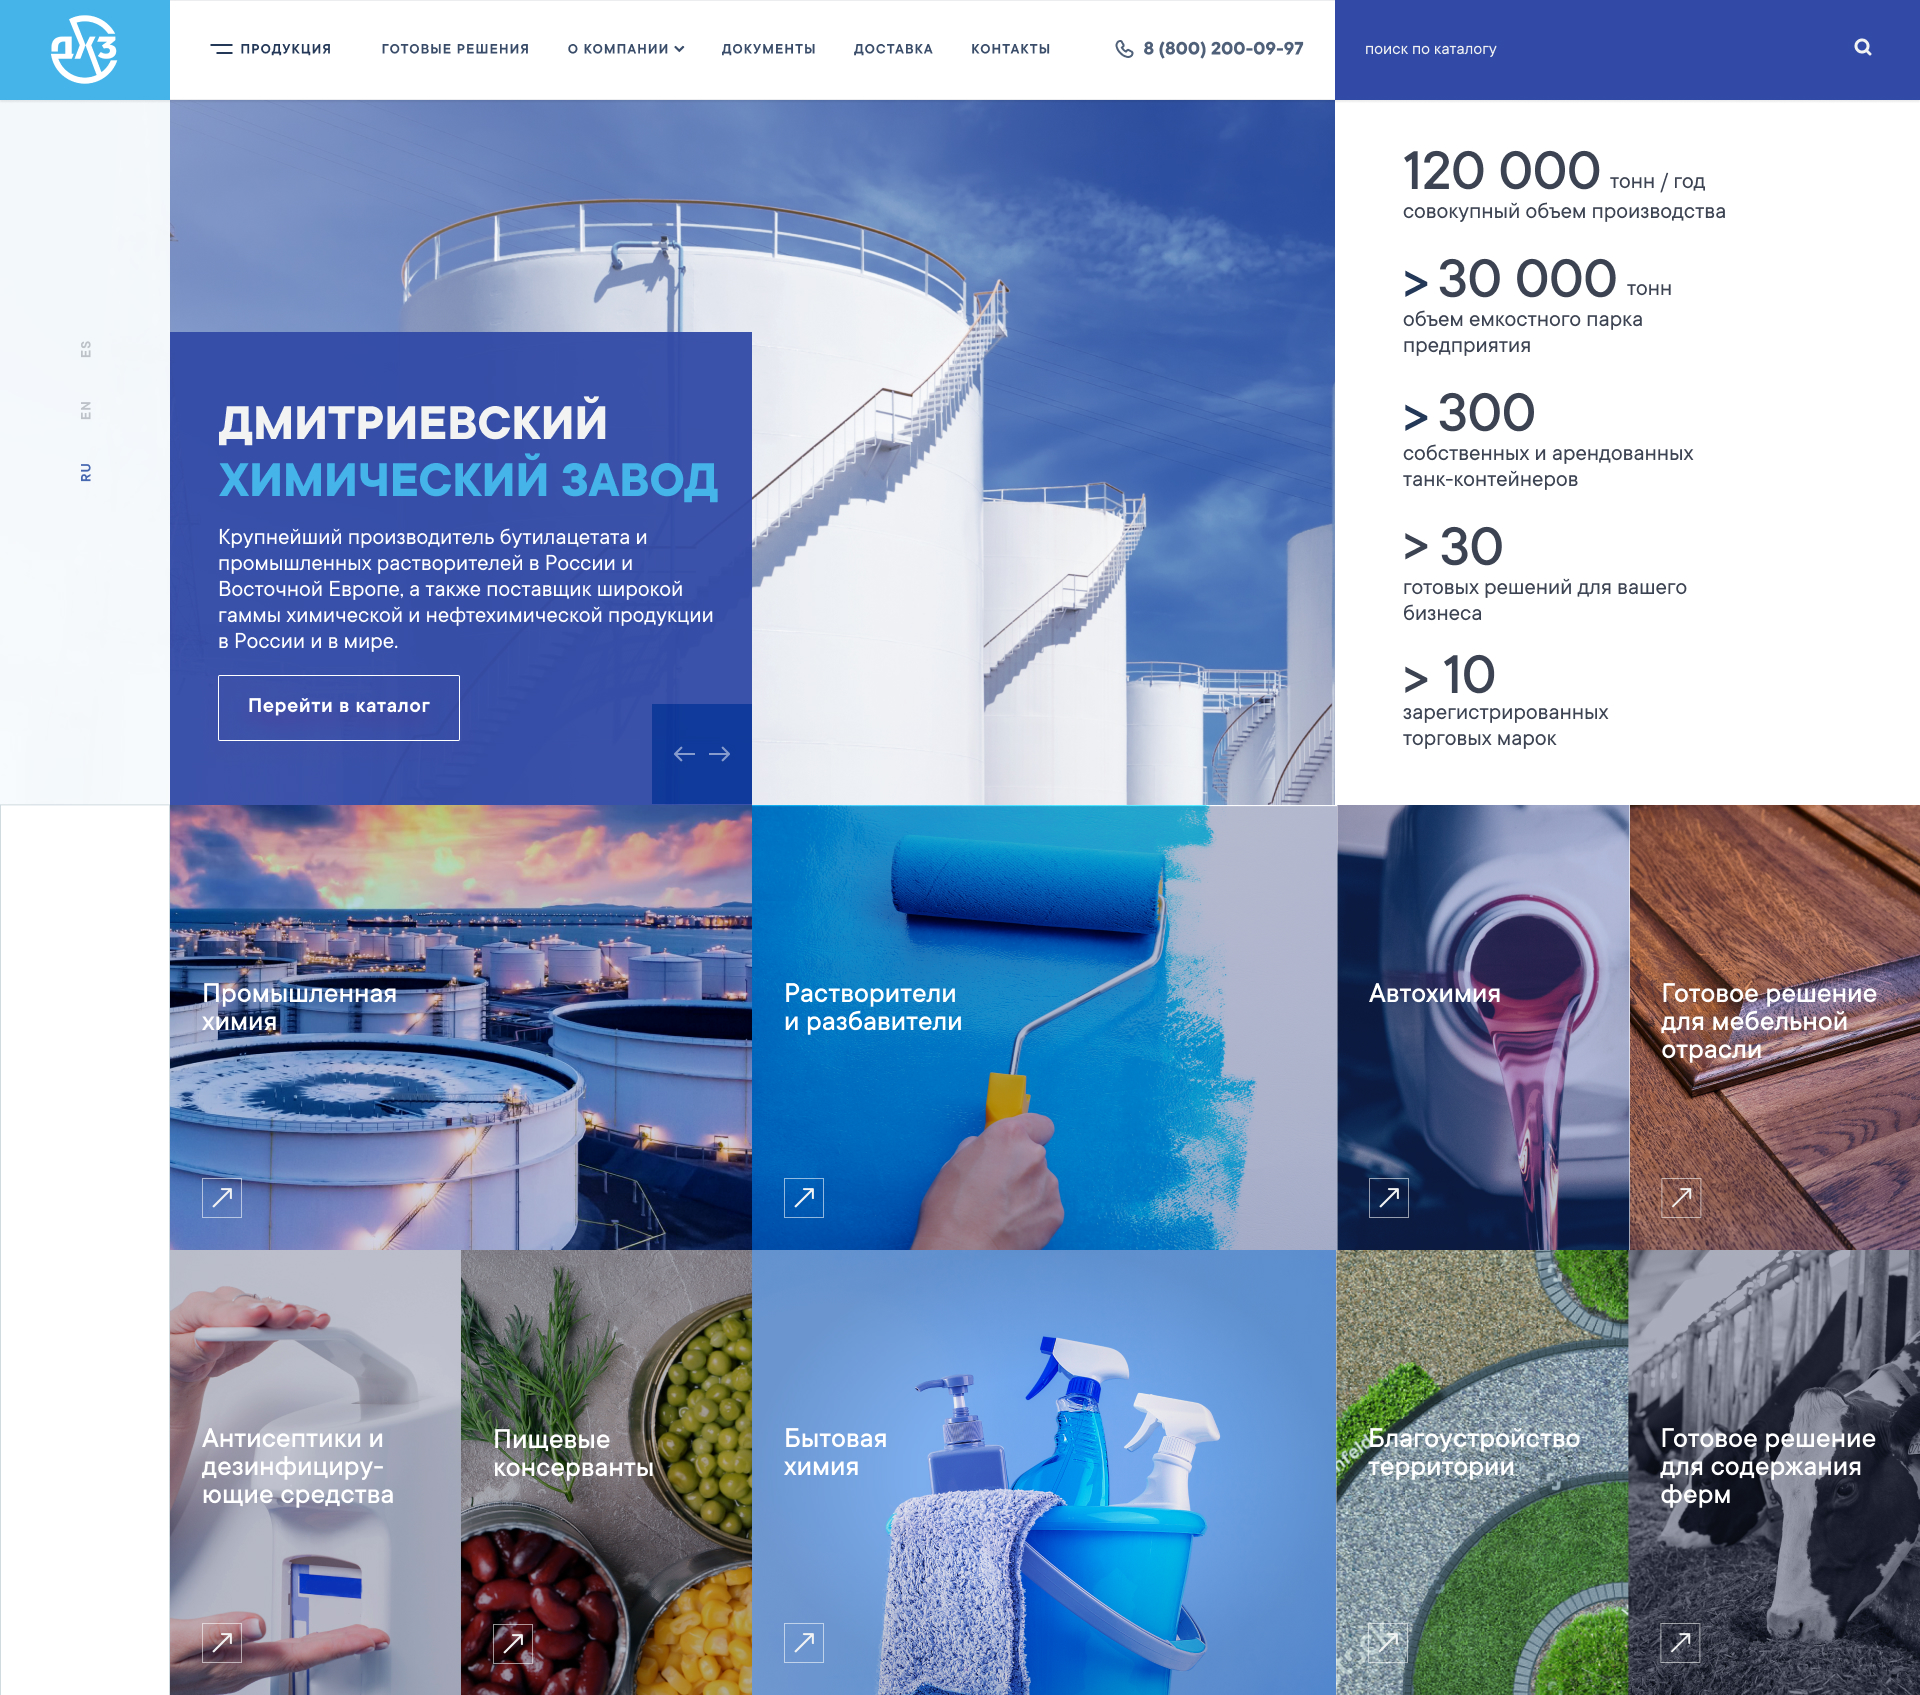 ДХЗ
ПРОДУКЦИЯ
ГОТОВЫЕ РЕШЕНИЯ
О КОМПАНИИ
ДОКУМЕНТЫ
ДОСТАВКА
КОНТАКТЫ
8 (800) 200-09-97
поиск по каталогу
ES
EN
RU
ДМИТРИЕВСКИЙ
ХИМИЧЕСКИЙ ЗАВОД
Крупнейший производитель бутилацетата и
промышленных растворителей в России и
Восточной Европе, а также поставщик широкой
гаммы химической и нефтехимической продукции
в России и в мире.
Перейти в каталог
120 000 тонн / год
совокупный объем производства
> 30 000 тонн
объем емкостного парка
предприятия
> 300
собственных и арендованных
танк-контейнеров
> 30
готовых решений для вашего
бизнеса
> 10
зарегистрированных
торговых марок
Промышленная
химия
Растворители
и разбавители
Автохимия
Готовое решение
для мебельной
отрасли
Антисептики и
дезинфициру-
ющие средства
Пищевые
консерванты
Бытовая
химия
Благоустройство
территории
Готовое решение
для содержания
ферм